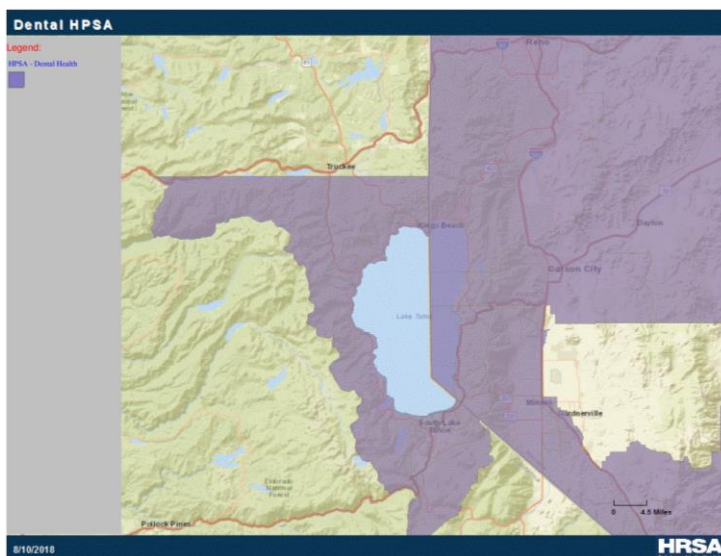 Dental HPSA
Legend:
HPSA - Dental Health
Reno
Truckee
Kings Beach
Dayton
Carson City
Lake Tahoe
Minden
Gardnerville
South Lake
Tahoe
Eldorado
National
Forest
Pollock Pines
0 4.5 Miles
8/10/2018
HRSA